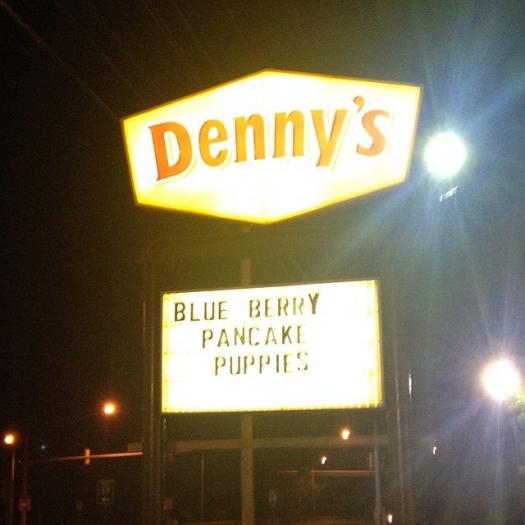 Denny's
BLUE BERRY
PANCAKE
PUPPIES